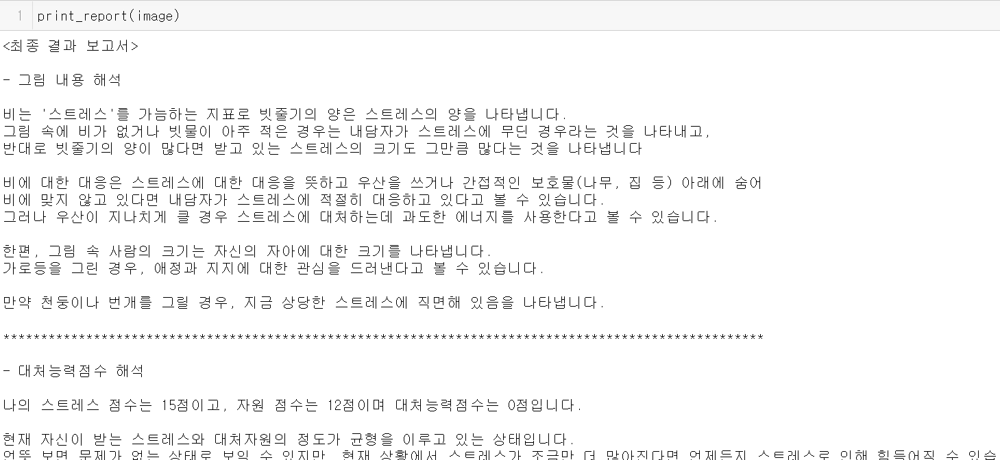 1 print_report(image)
<최종 결과 보고서>
- 그림 내용 해석
비는 '스트레스'를 가늠하는 지표로 빗줄기의 양은 스트레스의 양을 나타냅니다.
그림 속에 비가 없거나 빗물이 아주 적은 경우는 내담자가 스트레스에 무딘 경우라는 것을 나타내고,
반대로 빗줄기의 양이 많다면 받고 있는 스트레스의 크기도 그만큼 많다는 것을 나타냅니다
비에 대한 대응은 스트레스에 대한 대응을 뜻하고 우산을 쓰거나 간접적인 보호물(나무, 집 등) 아래에 숨어
비에 맞지 않고 있다면 내담자가 스트레스에 적절히 대응하고 있다고 볼 수 있습니다.
그러나 우산이 지나치게 클 경우 스트레스에 대처하는데 과도한 에너지를 사용한다고 볼 수 있습니다.
한편, 그림 속 사람의 크기는 자신의 자아에 대한 크기를 나타냅니다.
가로등을 그린 경우, 애정과 지지에 대한 관심을 드러낸다고 볼 수 있습니다.
만약 천둥이나 번개를 그릴 경우, 지금 상당한 스트레스에 직면해 있음을 나타냅니다.
*****************************************************************************************************
- 대처능력점수 해석
나의 스트레스 점수는 15점이고, 자원 점수는 12점이며 대처능력점수는 0점입니다.
현재 자신이 받는 스트레스와 대처자원의 정도가 균형을 이루고 있는 상태입니다.
언뜻 보면 문제가 없는 상태로 보일 수 있지만, 현재 상황에서 스트레스가 조금만 더 많아진다면 언제든지 스트레스로 인해 힘들어질 수 있습